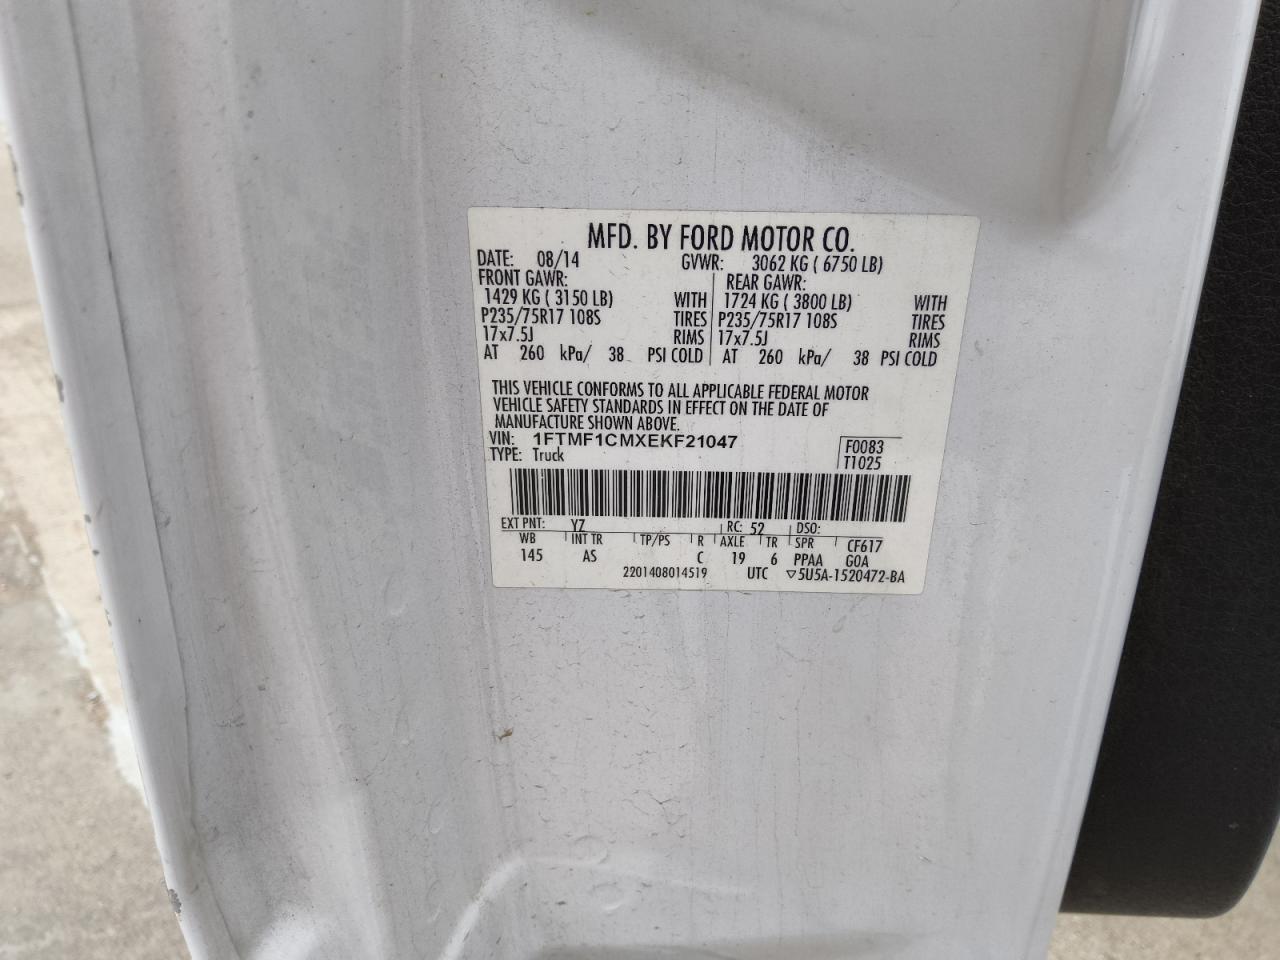 MFD. BY FORD MOTOR CO.
DATE: 08/14 GVWR: 3062 KG ( 6750 LB)
FRONT GAWR: REAR GAWR:
1429 KG ( 3150 LB) WITH 1724 KG ( 3800 LB) WITH
P235/75R17 108S TIRES P235/75R17 108S TIRES
17x7.5J RIMS 17x7.5J RIMS
AT 260 kPa/ 38 PSI COLD AT 260 kPa/ 38 PSI COLD
THIS VEHICLE CONFORMS TO ALL APPLICABLE FEDERAL MOTOR
VEHICLE SAFETY STANDARDS IN EFFECT ON THE DATE OF
MANUFACTURE SHOWN ABOVE.
VIN: 1FTMF1CMXEKF21047 F0083
TYPE: Truck T1025
EXT PNT: YZ RC: 52 DSO:
WB INT TR TP/PS R AXLE TR SPR CF617
145 AS C 19 6 PPAA GOA
2201408014519 UTC ▽5U5A-1520472-BA